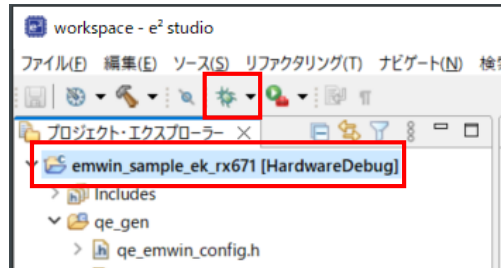 workspace - e² studio
ファイル(F) 編集(E) ソース(S) リファクタリング(T) ナビゲート(N) 検索
プロジェクト・エクスプローラー
emwin_sample_ek_rx671 [HardwareDebug]
Includes
qe_gen
qe_emwin_config.h